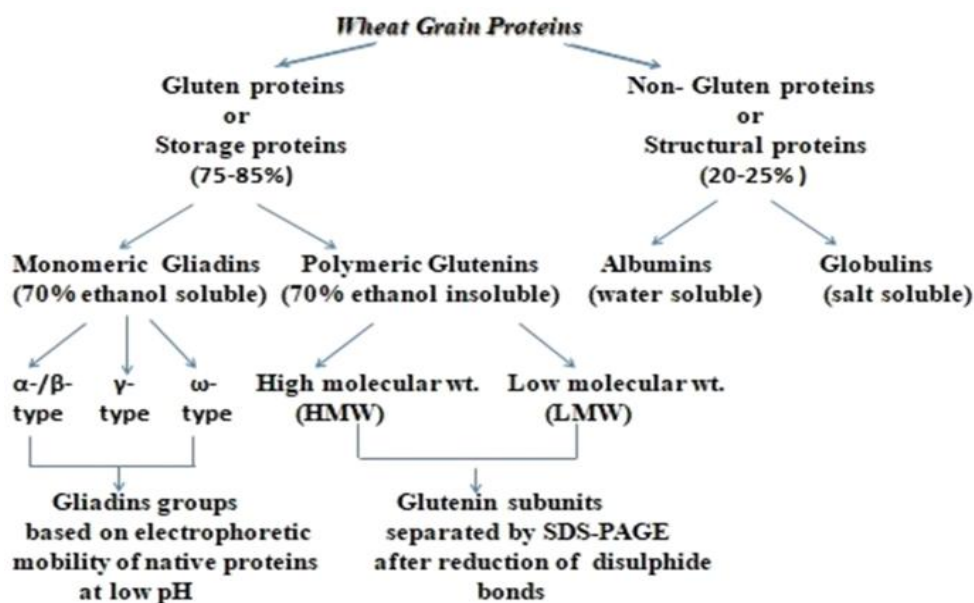 Wheat Grain Proteins
Gluten proteins
or
Storage proteins
(75-85%)
Non- Gluten proteins
or
Structural proteins
(20-25%)
Monomeric Gliadins
(70% ethanol soluble)
Polymeric Glutenins
(70% ethanol insoluble)
Albumins
(water soluble)
Globulins
(salt soluble)
α-/β-
type
γ-
type
ω-
type
High molecular wt.
(HMW)
Low molecular wt.
(LMW)
Gliadins groups
based on electrophoretic
mobility of native proteins
at low pH
Glutenin subunits
separated by SDS-PAGE
after reduction of disulphide
bonds